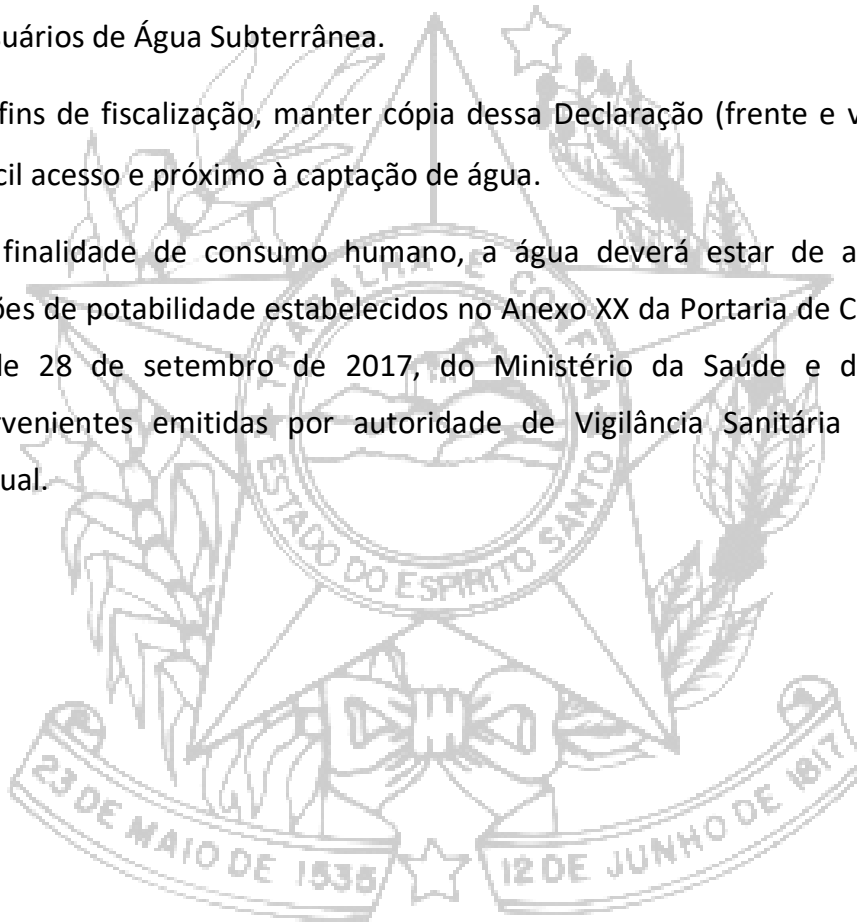 suários de Água Subterrânea.
fins de fiscalização, manter cópia dessa Declaração (frente e v
cil acesso e próximo à captação de água.
finalidade de consumo humano, a água deverá estar de a
ões de potabilidade estabelecidos no Anexo XX da Portaria de C
de 28 de setembro de 2017, do Ministério da Saúde e d
rvenientes emitidas por autoridade de Vigilância Sanitária
ual.
TRABALHA E CONFIA
ESTADO DO ESPIRITO SANTO
23 DE MAIO DE 1535
12 DE JUNHO DE 1817